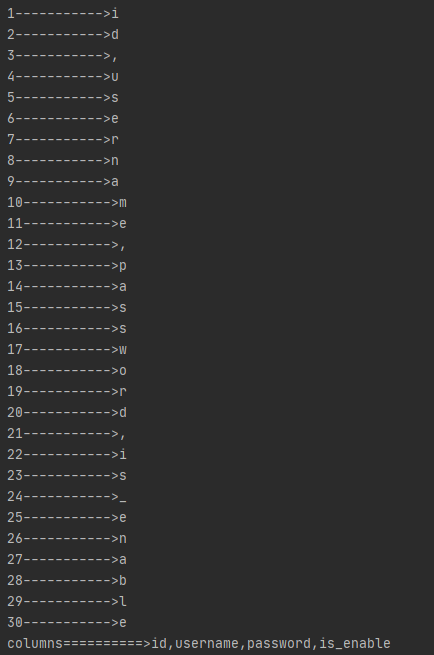 1----------->i
2----------->d
3----------->,
4----------->u
5----------->s
6----------->e
7----------->r
8----------->n
9----------->a
10----------->m
11----------->e
12----------->,
13----------->p
14----------->a
15----------->s
16----------->s
17----------->w
18----------->o
19----------->r
20----------->d
21----------->,
22----------->i
23----------->s
24----------->_
25----------->e
26----------->n
27----------->a
28----------->b
29----------->l
30----------->e
columns==========>id,username,password,is_enable